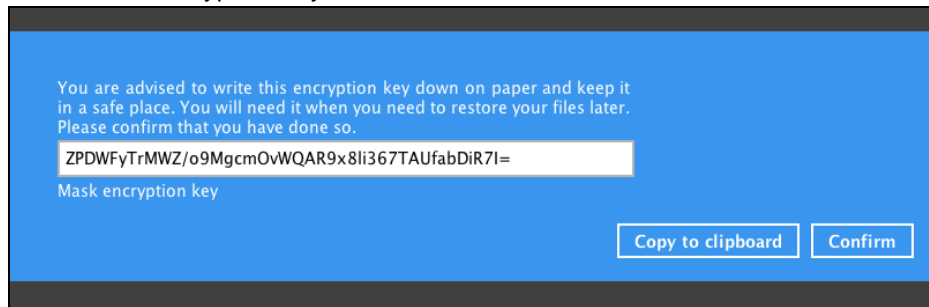 You are advised to write this encryption key down on paper and keep it
in a safe place. You will need it when you need to restore your files later.
Please confirm that you have done so.
ZPDWFyTrMWZ/o9MgcmOvWQAR9x8li367TAUfabDiR7I=
Mask encryption key
Copy to clipboard Confirm